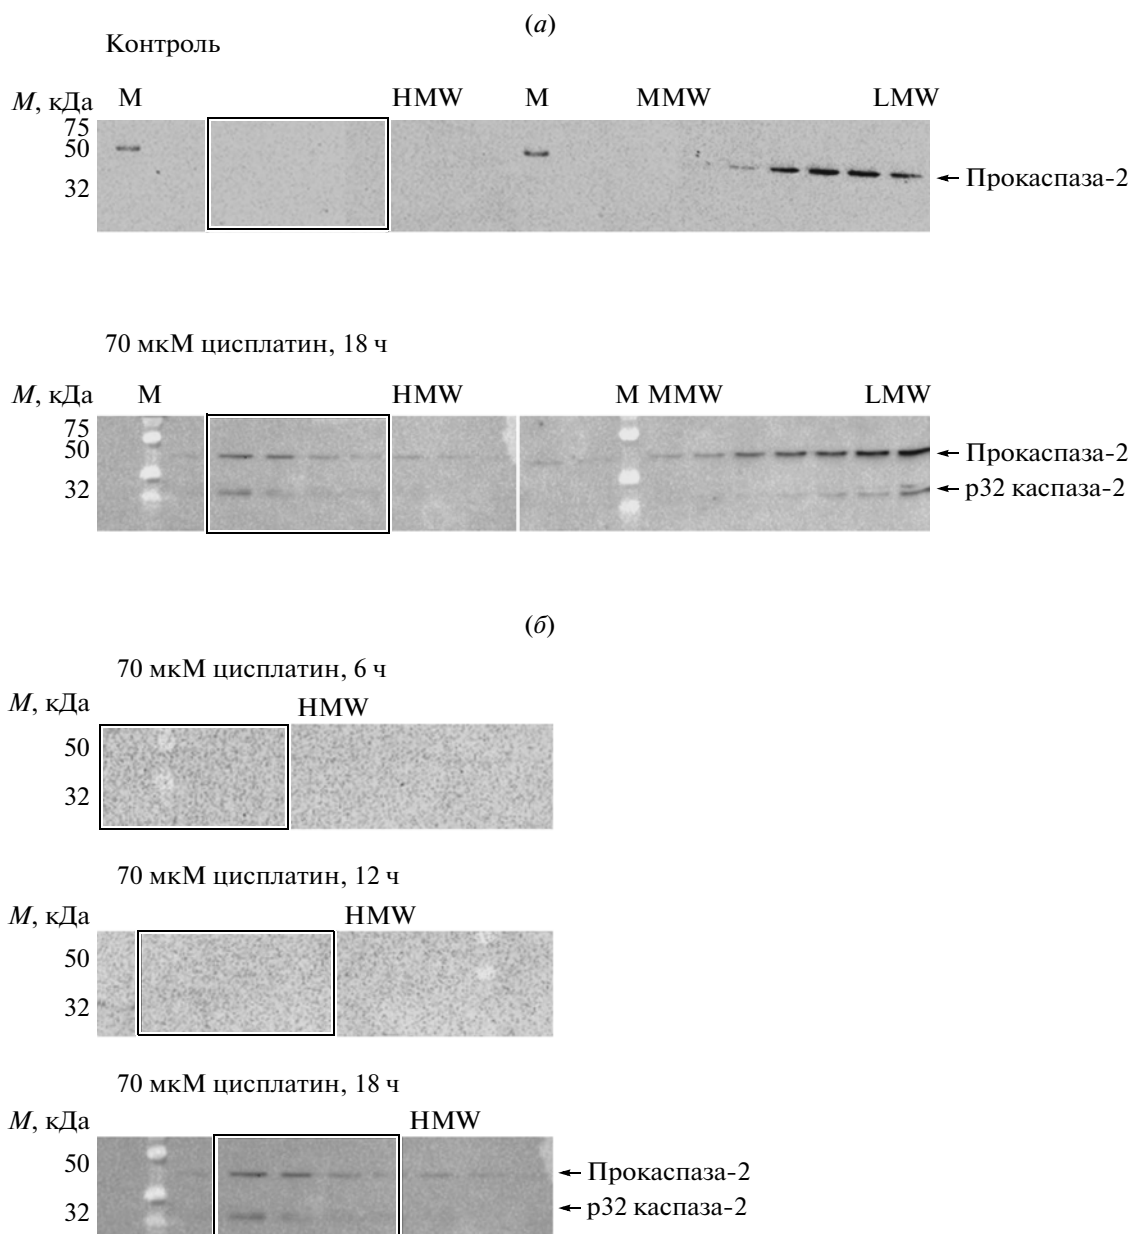 (а)
Контроль
М, кДа М HMW М MMW LMW
75
50
32
Прокаспаза-2
70 мкМ цисплатин, 18 ч
М, кДа М HMW М MMW LMW
75
50
32
Прокаспаза-2
р32 каспаза-2
(б)
70 мкМ цисплатин, 6 ч
М, кДа HMW
50
32
70 мкМ цисплатин, 12 ч
М, кДа HMW
50
32
70 мкМ цисплатин, 18 ч
М, кДа HMW
50
32
Прокаспаза-2
р32 каспаза-2